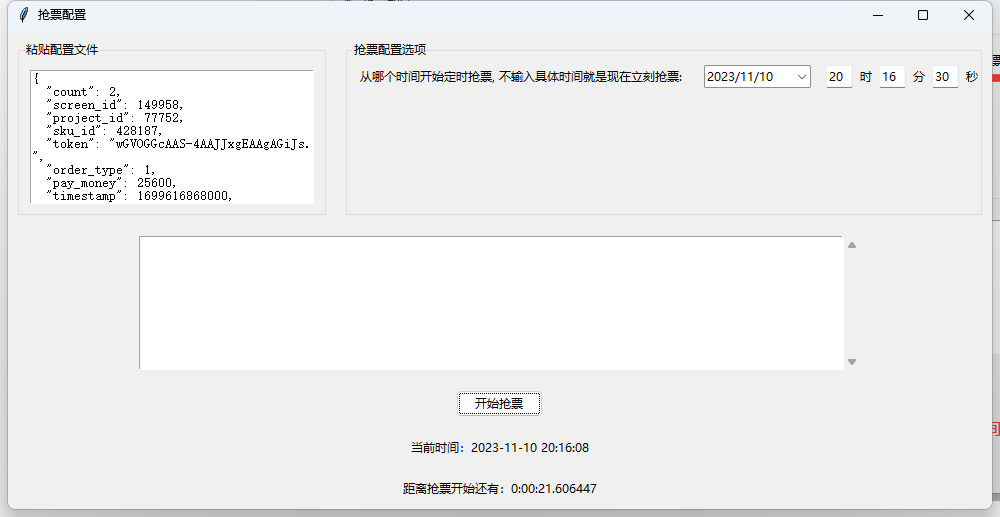 抢票配置
粘贴配置文件
{
"count": 2,
"screen_id": 149958,
"project_id": 77752,
"sku_id": 428187,
"token": "wGVOGGcAAS-4AAJJxgEAAgAGiJs.
",
"order_type": 1,
"pay_money": 25600,
"timestamp": 1699616868000,
抢票配置选项
从哪个时间开始定时抢票, 不输入具体时间就是现在立刻抢票: 2023/11/10 20 时 16 分 30 秒
开始抢票
当前时间：2023-11-10 20:16:08
距离抢票开始还有：0:00:21.606447